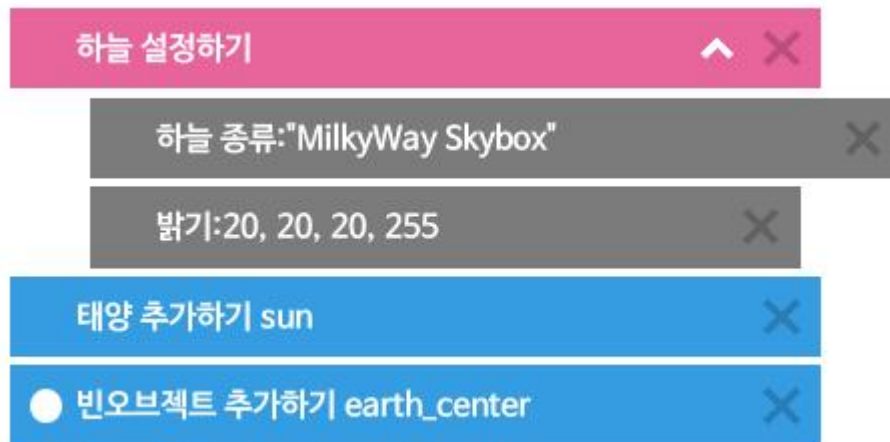 하늘 설정하기
하늘 종류:"MilkyWay Skybox"
밝기:20, 20, 20, 255
태양 추가하기 sun
빈오브젝트 추가하기 earth_center